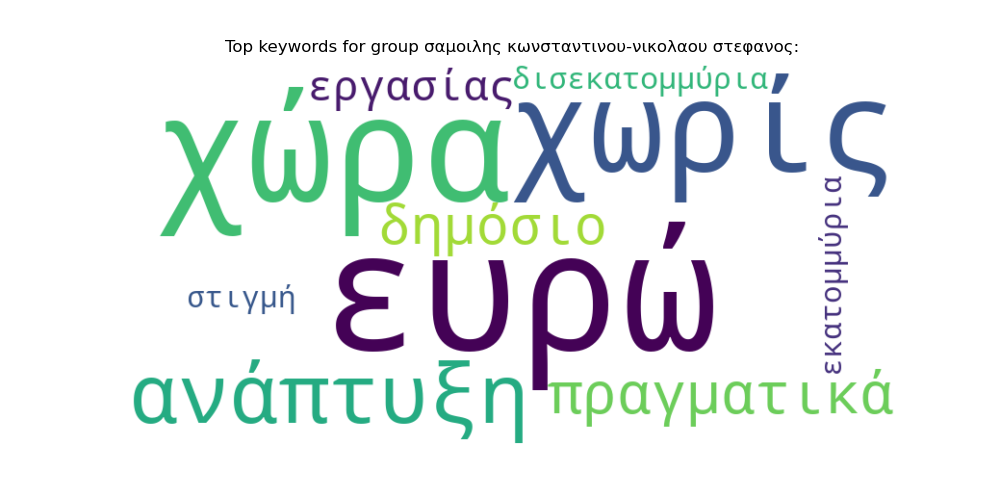 Top keywords for group σαμοιλης κωνσταντινου-νικολαου στεφανος:
εργασίας
δισεκατομμύρια
χώρα
χωρίς
δημόσιο
εκατομμύρια
ευρώ
στιγμή
ανάπτυξη
πραγματικά